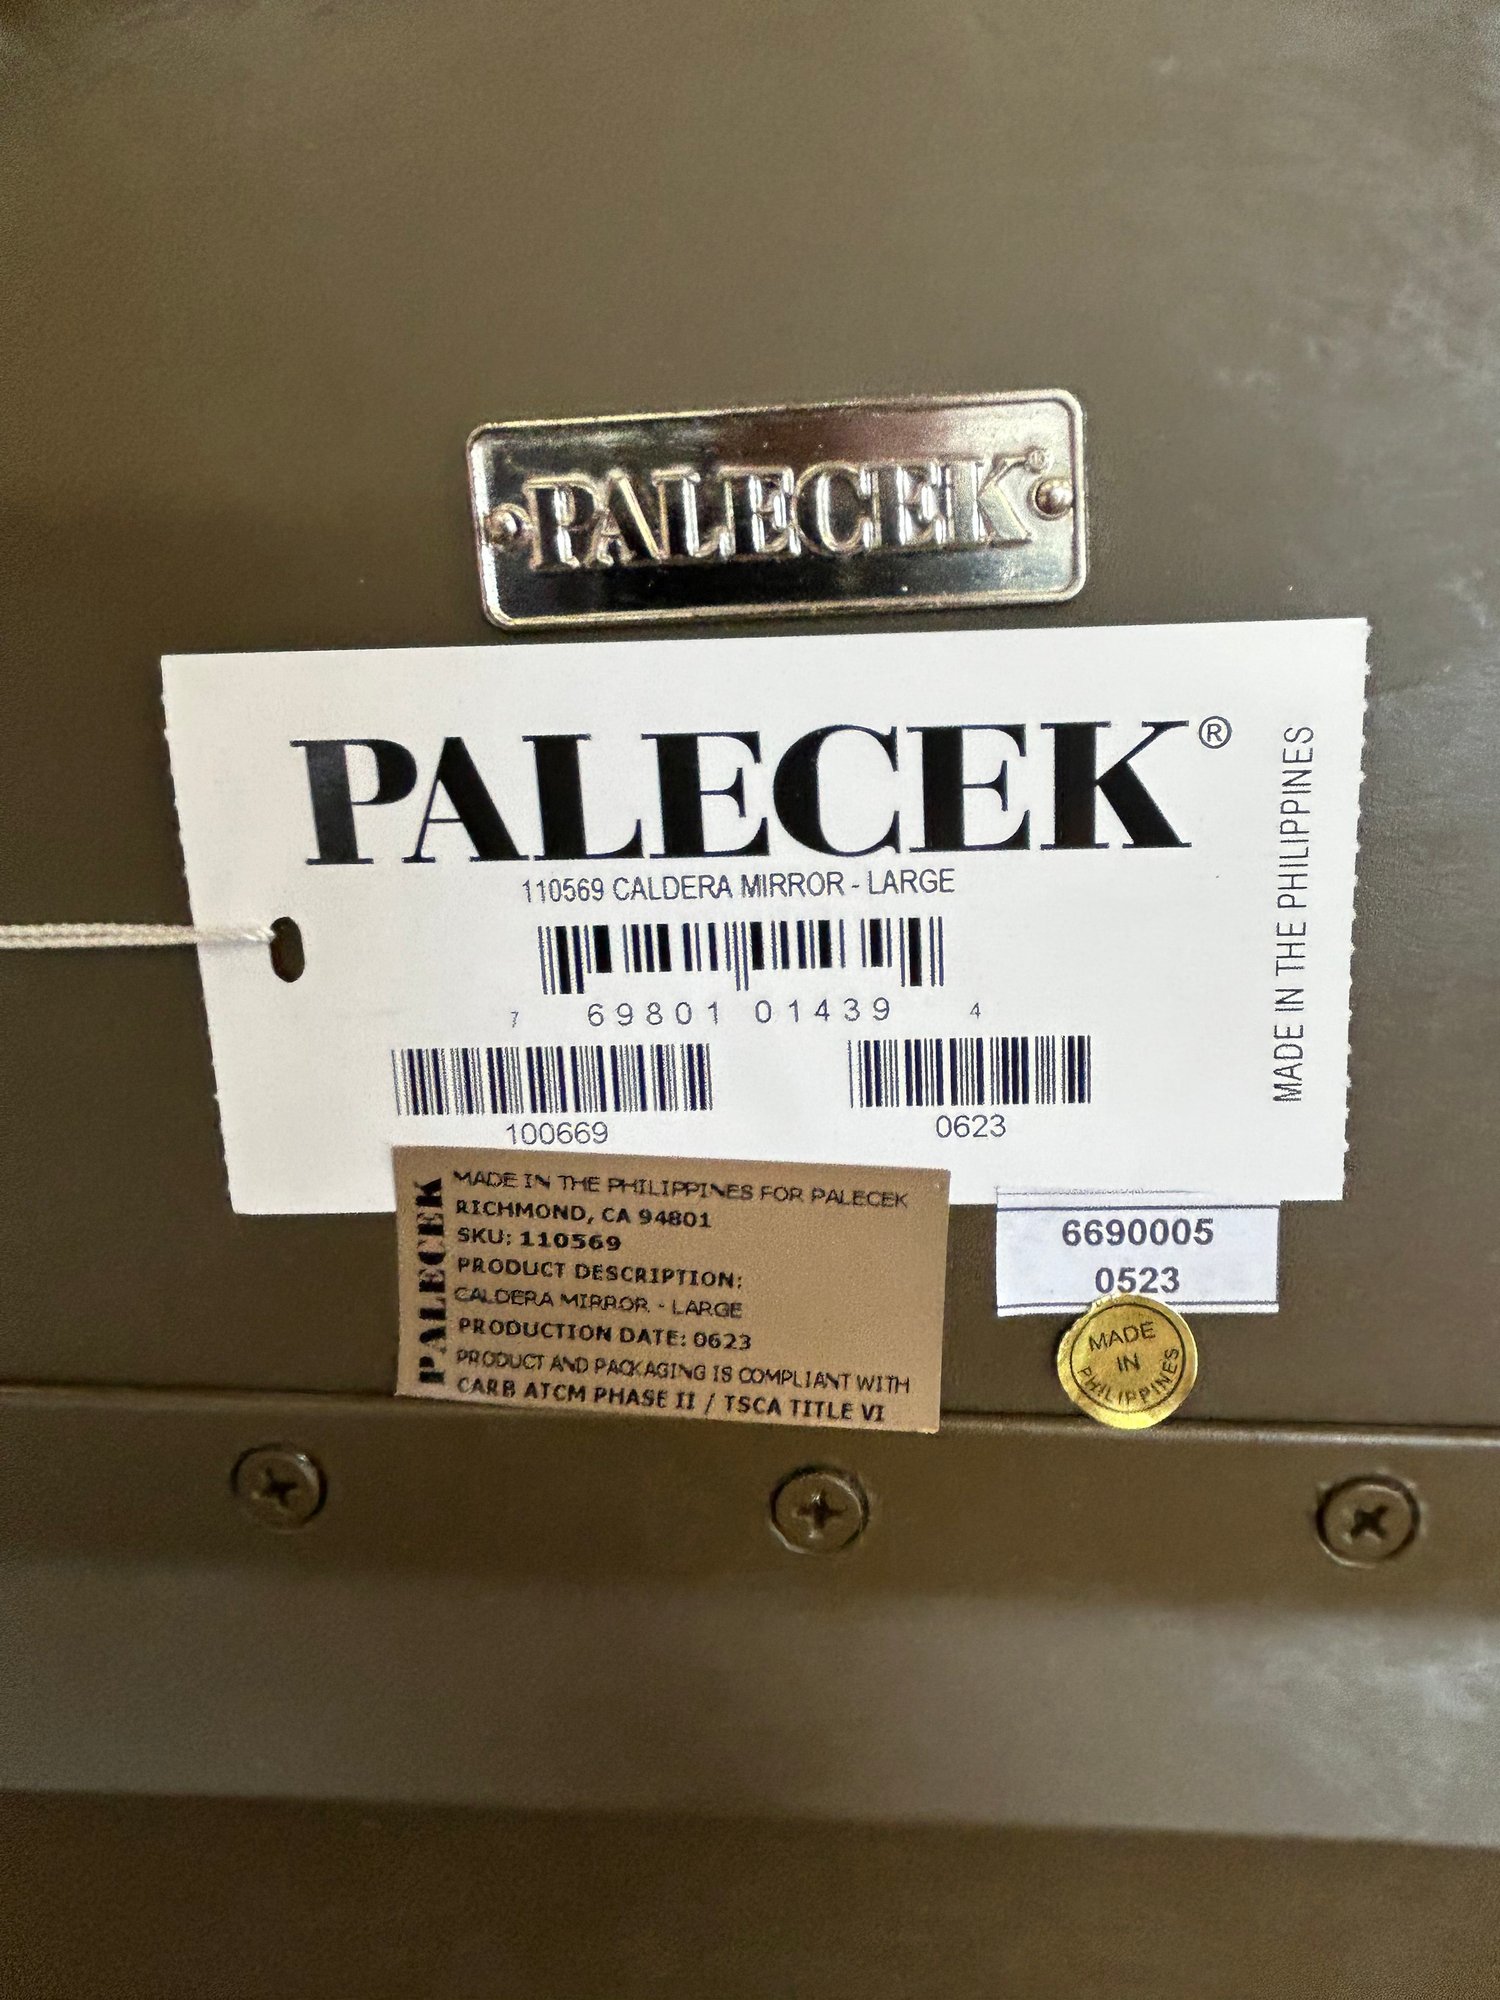 PALECEK®
PALECEK®
110569 CALDERA MIRROR - LARGE
7 69801 01439 4
100669
0623
MADE IN THE PHILIPPINES
PALECEK
MADE IN THE PHILIPPINES FOR PALECEK
RICHMOND, CA 94801
SKU: 110569
PRODUCT DESCRIPTION:
CALDERA MIRROR - LARGE
PRODUCTION DATE: 0623
PRODUCT AND PACKAGING IS COMPLIANT WITH
CARB ATCM PHASE II / TSCA TITLE VI
6690005
0523
MADE
IN
PHILIPPINES